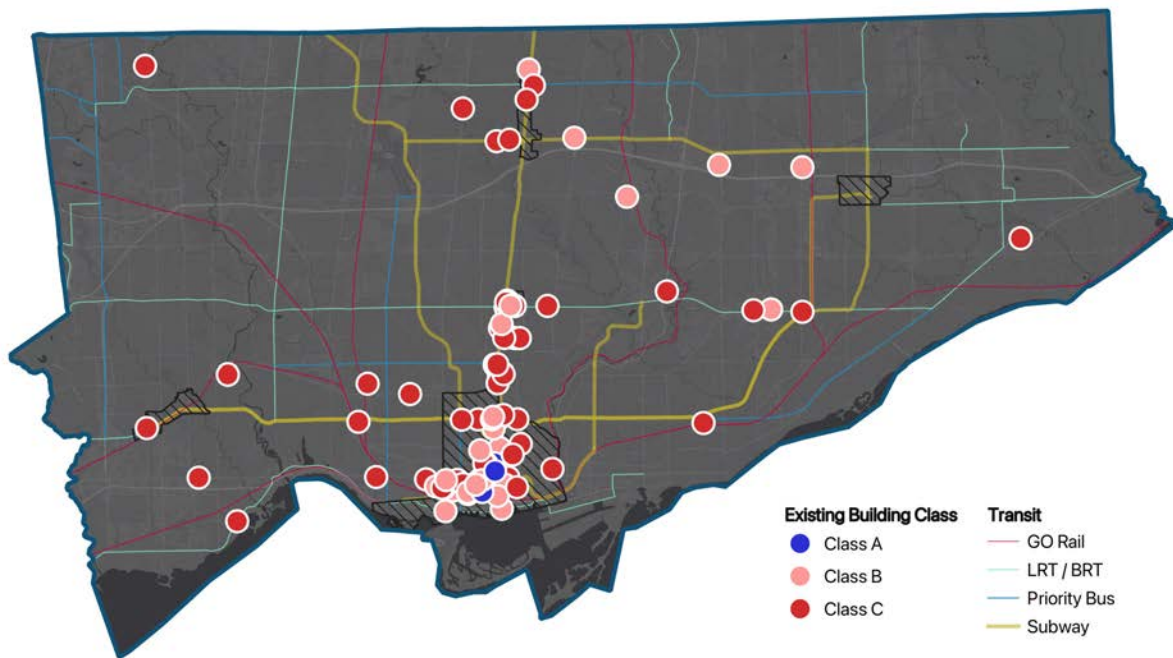 Existing Building Class
Class A
Class B
Class C
Transit
GO Rail
LRT / BRT
Priority Bus
Subway